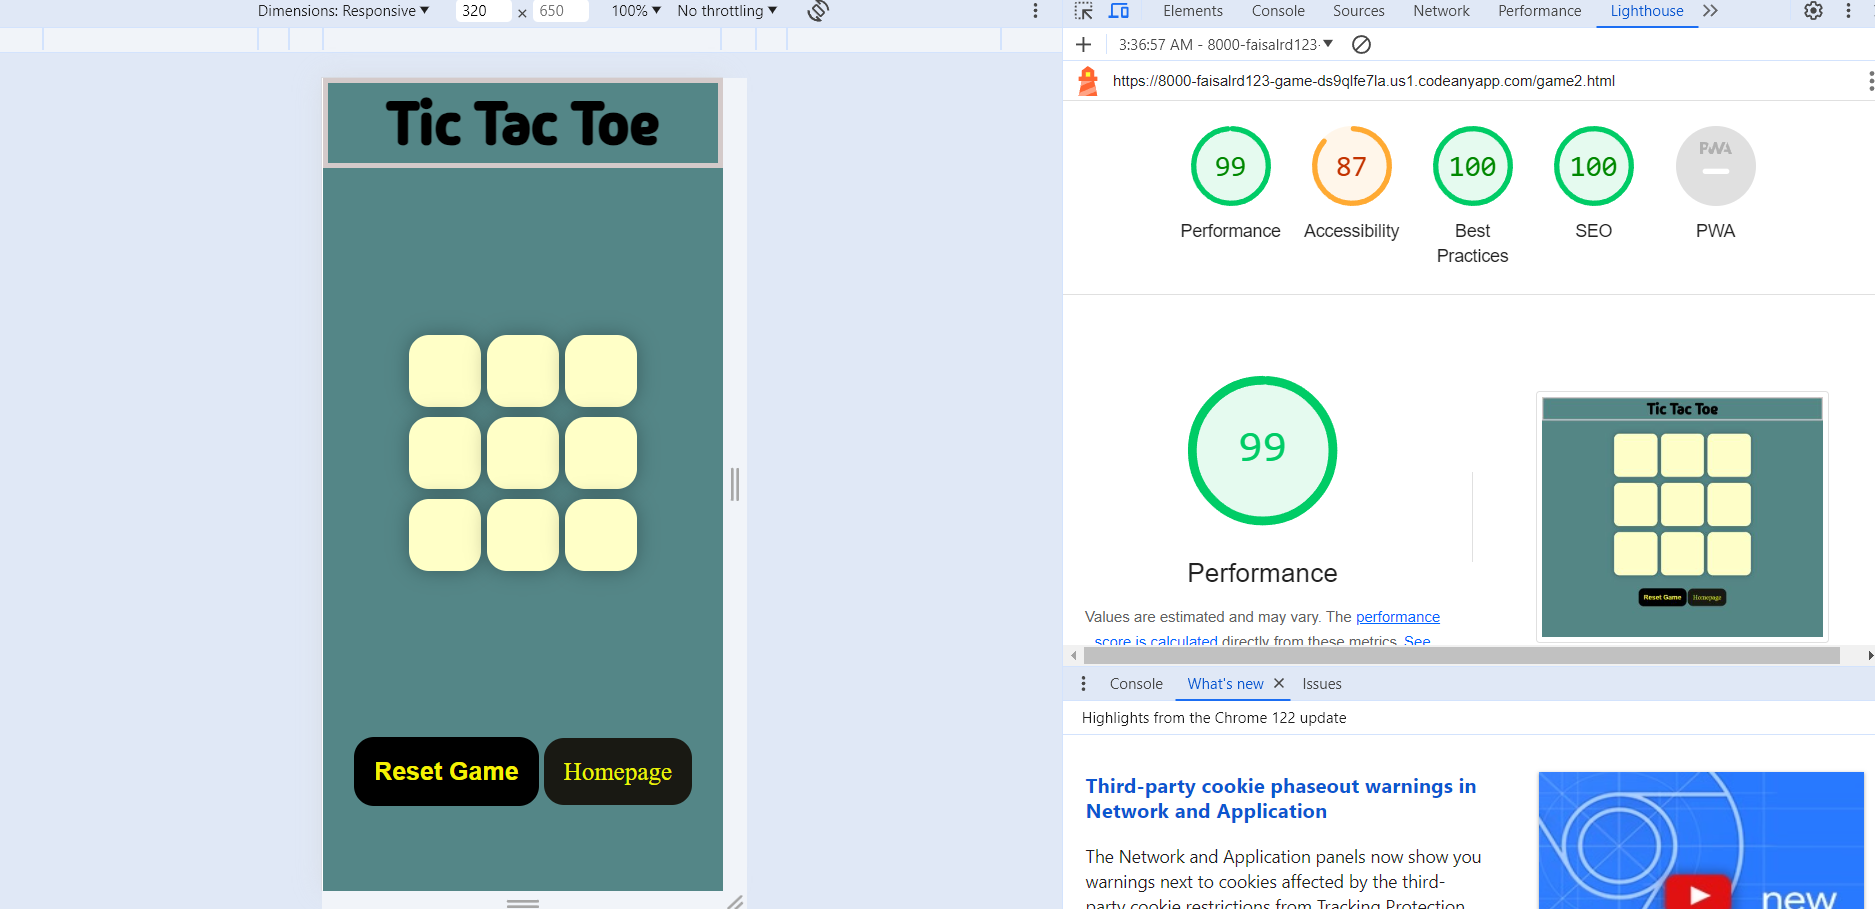 Dimensions: Responsive 320 × 650 100% No throttling
Tic Tac Toe
Reset Game Homepage
Elements Console Sources Network Performance Lighthouse
3:36:57 AM - 8000-faisalrd123-
https://8000-faisalrd123-game-ds9qlfe7la.us1.codeanyapp.com/game2.html
99 87 100 100 PWA
Performance Accessibility Best SEO PWA
Practices
99
Performance
Values are estimated and may vary. The performance
score is calculated directly from these metrics. See
Tic Tac Toe
Reset Game Homepage
Console What's new Issues
Highlights from the Chrome 122 update
Third-party cookie phaseout warnings in
Network and Application
The Network and Application panels now show you
warnings next to cookies affected by the third-
party cookie restrictions from Tracking Protection
new